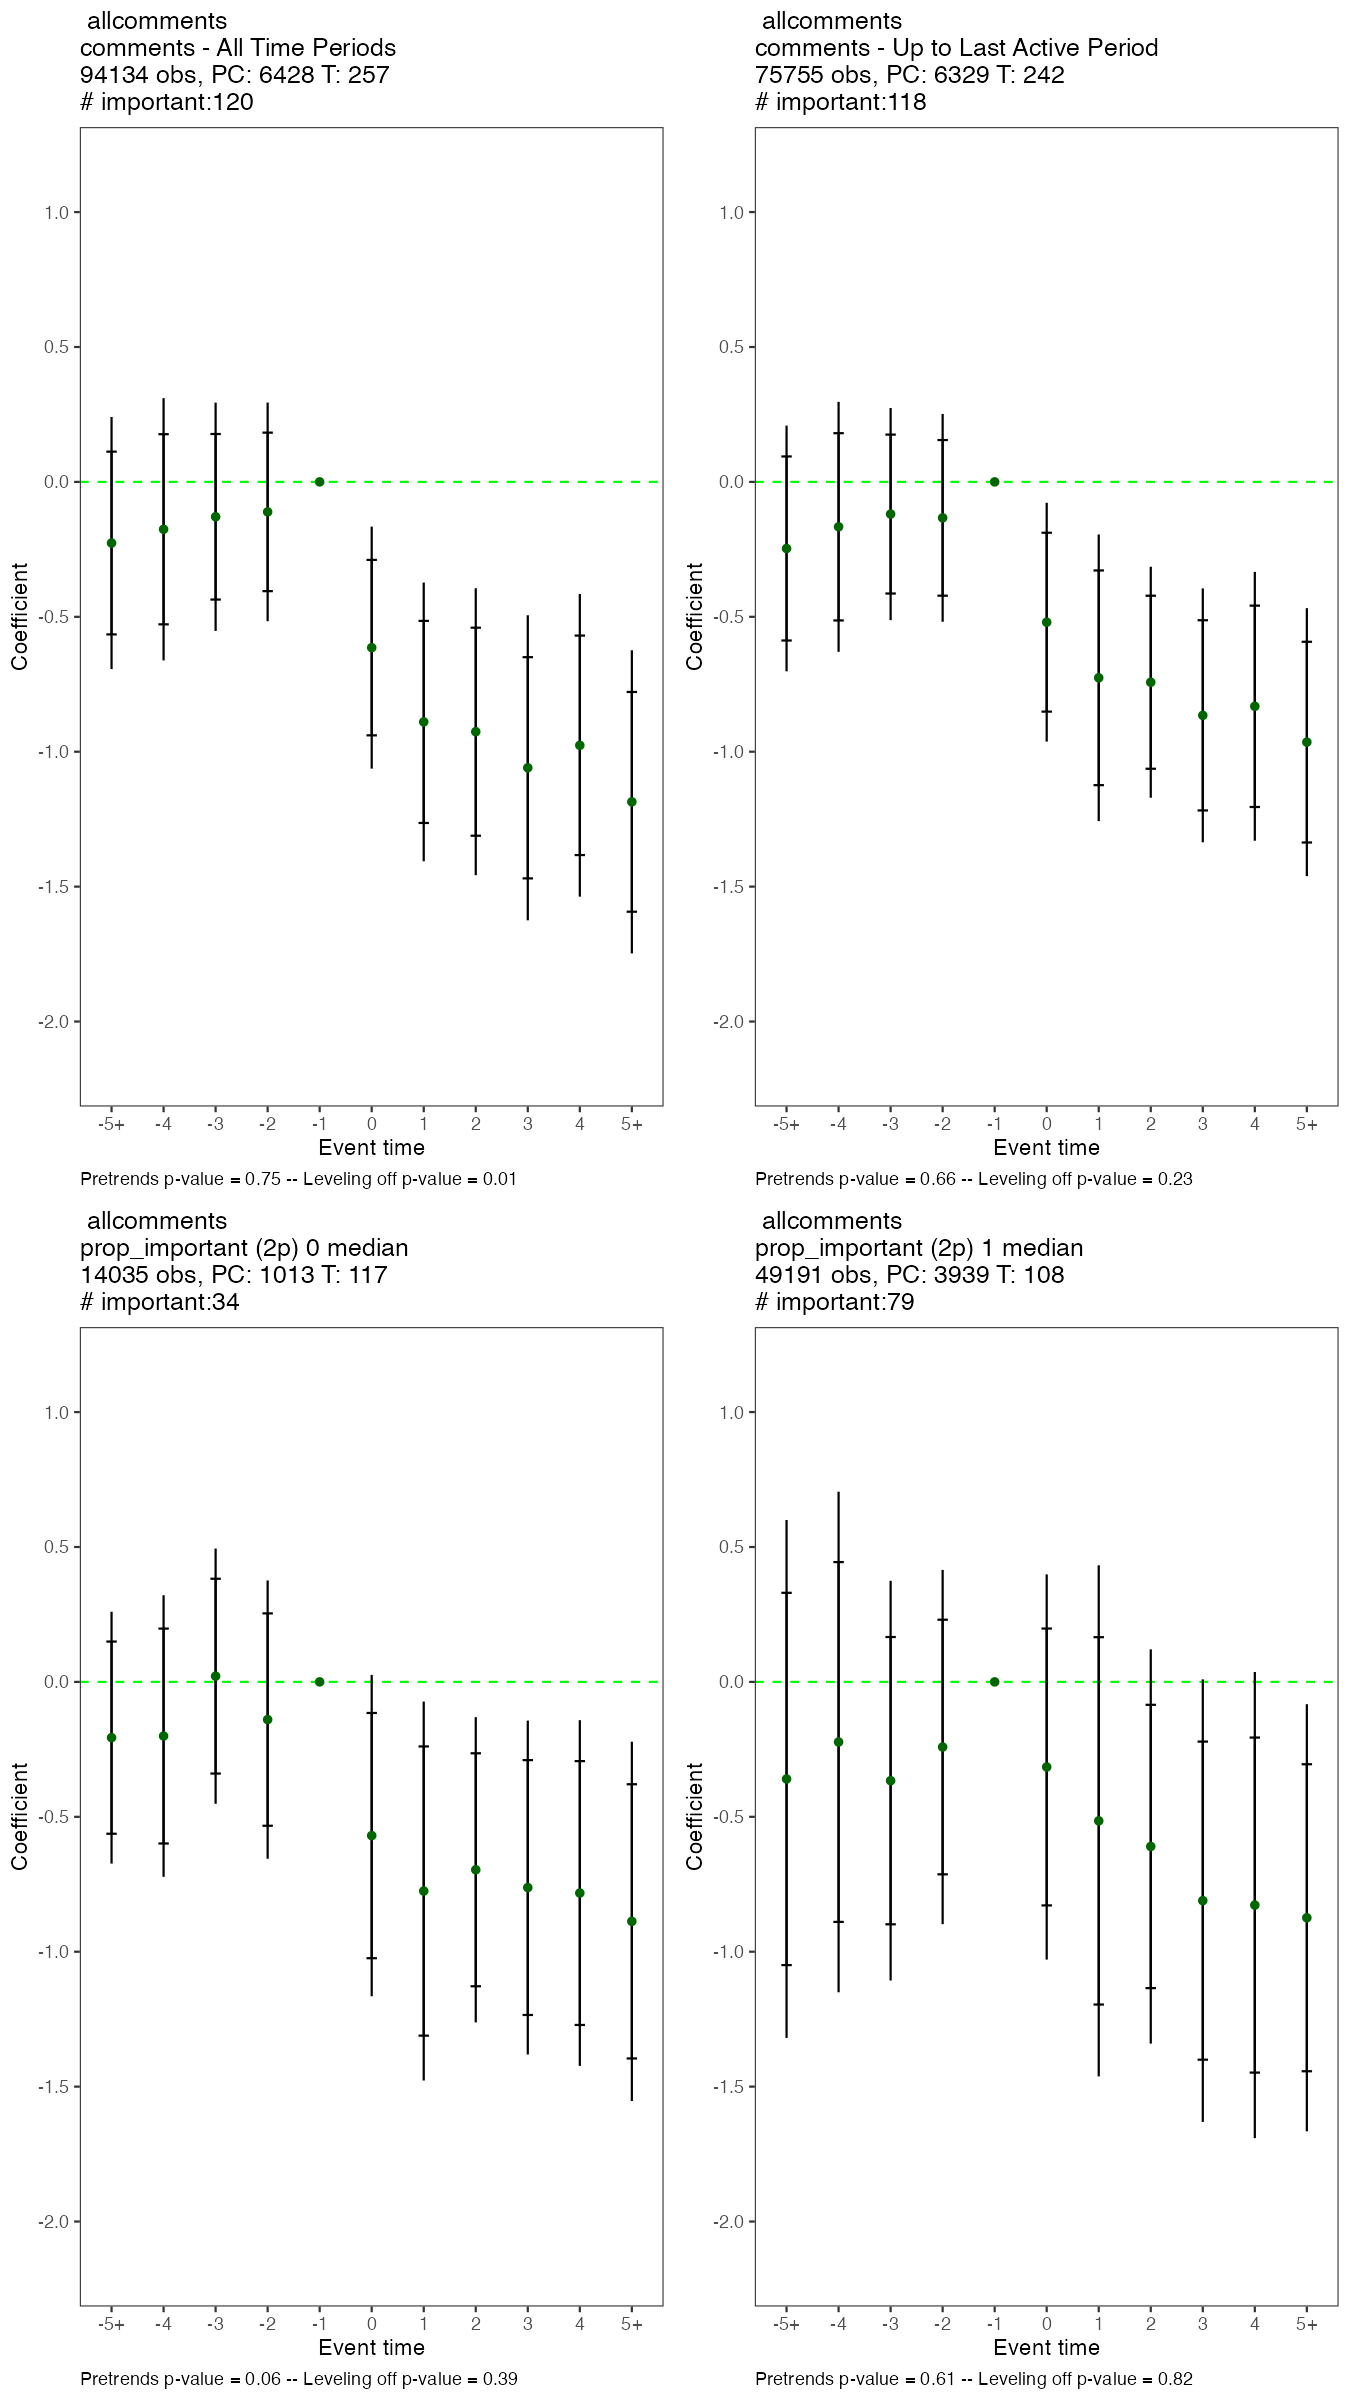 allcomments
comments - All Time Periods
94134 obs, PC: 6428 T: 257
# important:120
1.0
0.5
0.0
-0.5
-1.0
-1.5
-2.0
Coefficient
-5+ -4 -3 -2 -1 0 1 2 3 4 5+
Event time
Pretrends p-value = 0.75 -- Leveling off p-value = 0.01
allcomments
comments - Up to Last Active Period
75755 obs, PC: 6329 T: 242
# important:118
1.0
0.5
0.0
-0.5
-1.0
-1.5
-2.0
Coefficient
-5+ -4 -3 -2 -1 0 1 2 3 4 5+
Event time
Pretrends p-value = 0.66 -- Leveling off p-value = 0.23
allcomments
prop_important (2p) 0 median
14035 obs, PC: 1013 T: 117
# important:34
1.0
0.5
0.0
-0.5
-1.0
-1.5
-2.0
Coefficient
-5+ -4 -3 -2 -1 0 1 2 3 4 5+
Event time
Pretrends p-value = 0.06 -- Leveling off p-value = 0.39
allcomments
prop_important (2p) 1 median
49191 obs, PC: 3939 T: 108
# important:79
1.0
0.5
0.0
-0.5
-1.0
-1.5
-2.0
Coefficient
-5+ -4 -3 -2 -1 0 1 2 3 4 5+
Event time
Pretrends p-value = 0.61 -- Leveling off p-value = 0.82